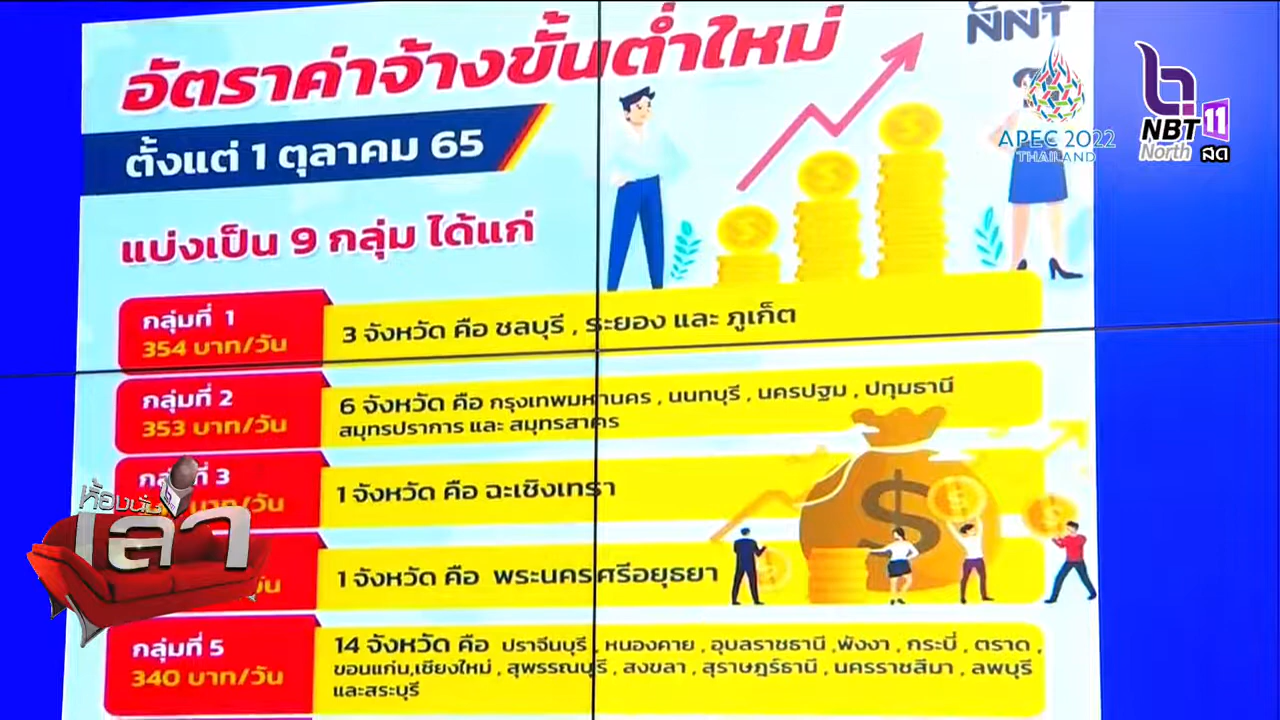 อัตราค่าจ้างขั้นต่ำใหม่
NNT
ตั้งแต่ 1 ตุลาคม 65
APEC 2022
THAILAND
NBT 11
North สด
แบ่งเป็น 9 กลุ่ม ได้แก่
กลุ่มที่ 1
354 บาท/วัน
3 จังหวัด คือ ชลบุรี , ระยอง และ ภูเก็ต
กลุ่มที่ 2
353 บาท/วัน
6 จังหวัด คือ กรุงเทพมหานคร , นนทบุรี , นครปฐม , ปทุมธานี
สมุทรปราการ และ สมุทรสาคร
3
บาท/วัน
1 จังหวัด คือ ฉะเชิงเทรา
ห้องนั่ง
เล่า
1 จังหวัด คือ พระนครศรีอยุธยา
กลุ่มที่ 5
340 บาท/วัน
14 จังหวัด คือ ปราจีนบุรี , หนองคาย , อุบลราชธานี ,พังงา , กระบี่ , ตราด ,
ขอนแก่น,เชียงใหม่ , สุพรรณบุรี , สงขลา , สุราษฎร์ธานี , นครราชสีมา , ลพบุรี
และสระบุรี